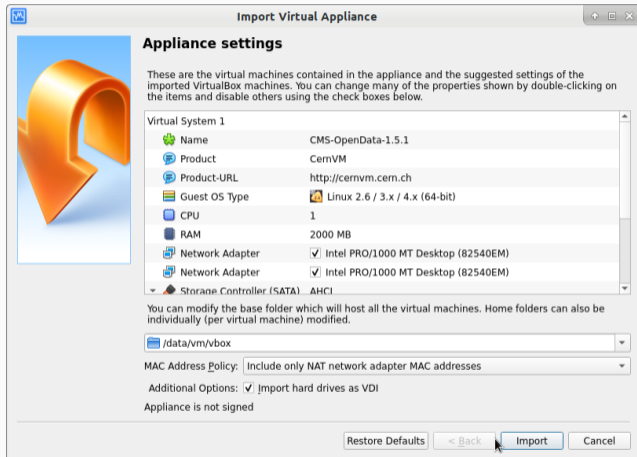 Import Virtual Appliance
Appliance settings
These are the virtual machines contained in the appliance and the suggested settings of the
imported VirtualBox machines. You can change many of the properties shown by double-clicking on
the items and disable others using the check boxes below.
Virtual System 1
Name CMS-OpenData-1.5.1
Product CernVM
Product-URL http://cernvm.cern.ch
Guest OS Type Linux 2.6 / 3.x / 4.x (64-bit)
CPU 1
RAM 2000 MB
Network Adapter Intel PRO/1000 MT Desktop (82540EM)
Network Adapter Intel PRO/1000 MT Desktop (82540EM)
Storage Controller (SATA) AHCI
You can modify the base folder which will host all the virtual machines. Home folders can also be
individually (per virtual machine) modified.
/data/vm/vbox
MAC Address Policy: Include only NAT network adapter MAC addresses
Additional Options: Import hard drives as VDI
Appliance is not signed
Restore Defaults < Back Import Cancel